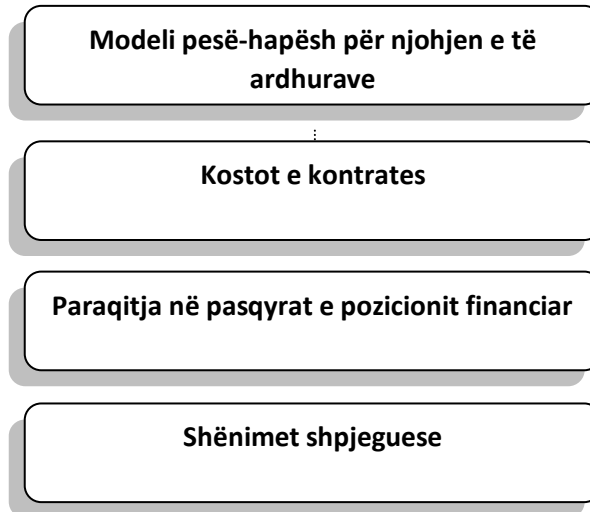 Modeli pesë-hapësh për njohjen e të
ardhurave
Kostot e kontrates
Paraqitja në pasqyrat e pozicionit financiar
Shënimet shpjeguese